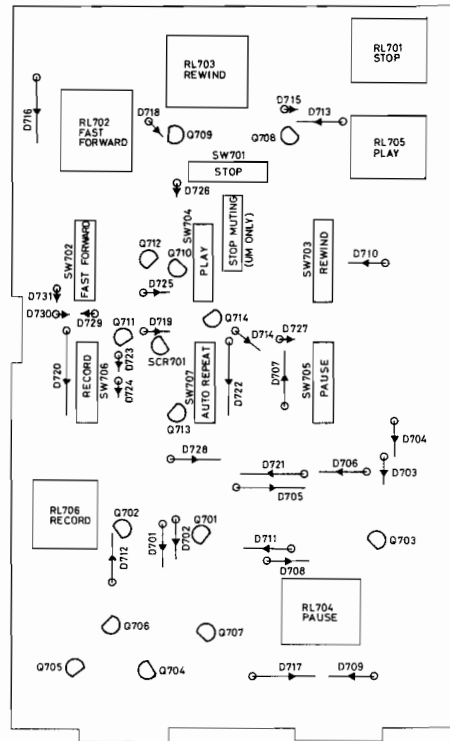 RL703
REWIND
RL701
STOP
D716
RL702
FAST
FORWARD
D718
Q709
D715
D713
Q708
RL705
PLAY
SW701
STOP
D726
SW702
FAST FORWARD
Q712
Q710
SW704
PLAY
STOP MUTING
(UM ONLY)
SW703
REWIND
D710
D725
D731
D730
D729
Q711
D719
Q714
D714
D727
SCR701
D720
RECORD
SW706
D723
D724
SW707
AUTO REPEAT
D722
D707
SW705
PAUSE
Q713
D704
D728
D721
D706
D703
D705
RL706
RECORD
Q702
D701
D702
Q701
D712
D711
D708
Q703
RL704
PAUSE
Q706
Q707
Q705
Q704
D717
D709